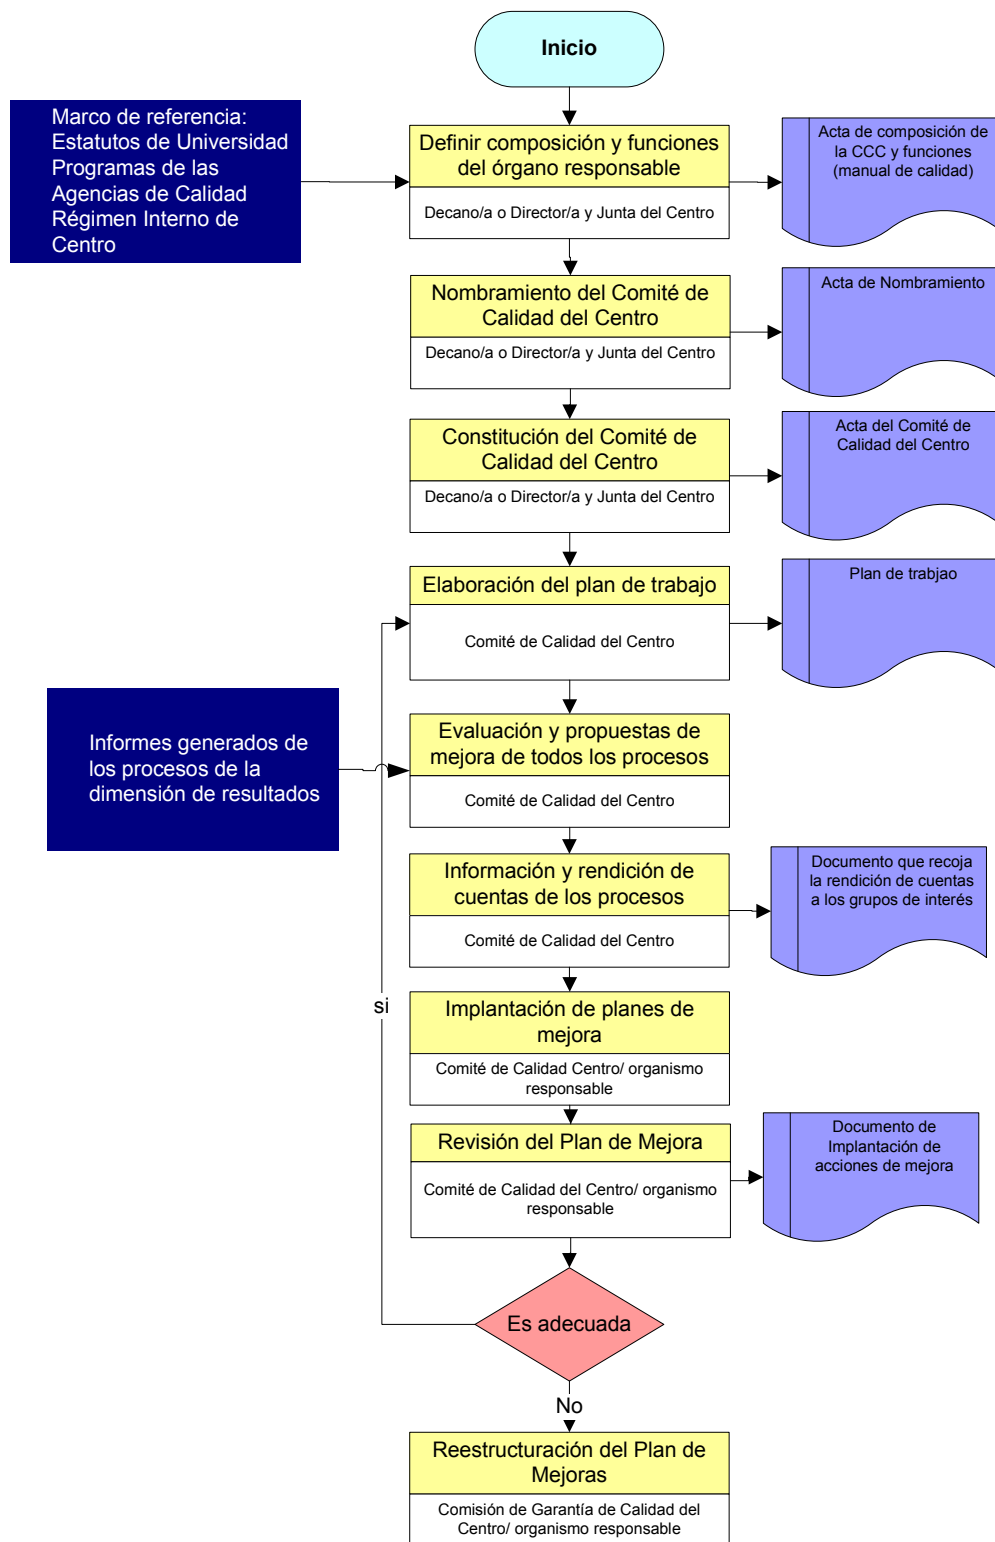 Inicio
Marco de referencia:
Estatutos de Universidad
Programas de las
Agencias de Calidad
Régimen Interno de
Centro
Definir composición y funciones
del órgano responsable
Decano/a o Director/a y Junta del Centro
Acta de composición de
la CCC y funciones
(manual de calidad)
Nombramiento del Comité de
Calidad del Centro
Decano/a o Director/a y Junta del Centro
Acta de Nombramiento
Constitución del Comité de
Calidad del Centro
Decano/a o Director/a y Junta del Centro
Acta del Comité de
Calidad del Centro
Elaboración del plan de trabajo
Comité de Calidad del Centro
Plan de trabjao
Informes generados de
los procesos de la
dimensión de resultados
Evaluación y propuestas de
mejora de todos los procesos
Comité de Calidad del Centro
Información y rendición de
cuentas de los procesos
Comité de Calidad del Centro
Documento que recoja
la rendición de cuentas
a los grupos de interés
si
Implantación de planes de
mejora
Comité de Calidad Centro/ organismo
responsable
Revisión del Plan de Mejora
Comité de Calidad del Centro/ organismo
responsable
Documento de
Implantación de
acciones de mejora
Es adecuada
No
Reestructuración del Plan de
Mejoras
Comisión de Garantía de Calidad del
Centro/ organismo responsable